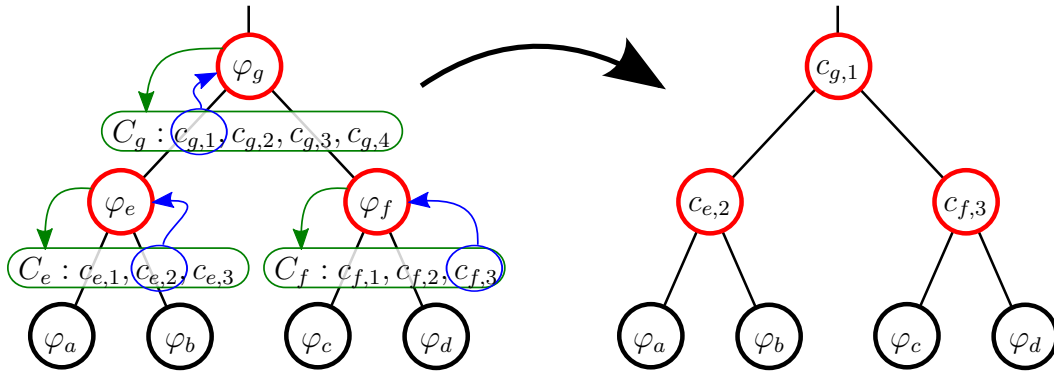 φ_g
c_{g,1}
C_g : c_{g,1}, c_{g,2}, c_{g,3}, c_{g,4}
φ_e
φ_f
c_{e,2}
c_{f,3}
C_e : c_{e,1}, c_{e,2}, c_{e,3}
C_f : c_{f,1}, c_{f,2}, c_{f,3}
φ_a
φ_b
φ_c
φ_d
φ_a
φ_b
φ_c
φ_d